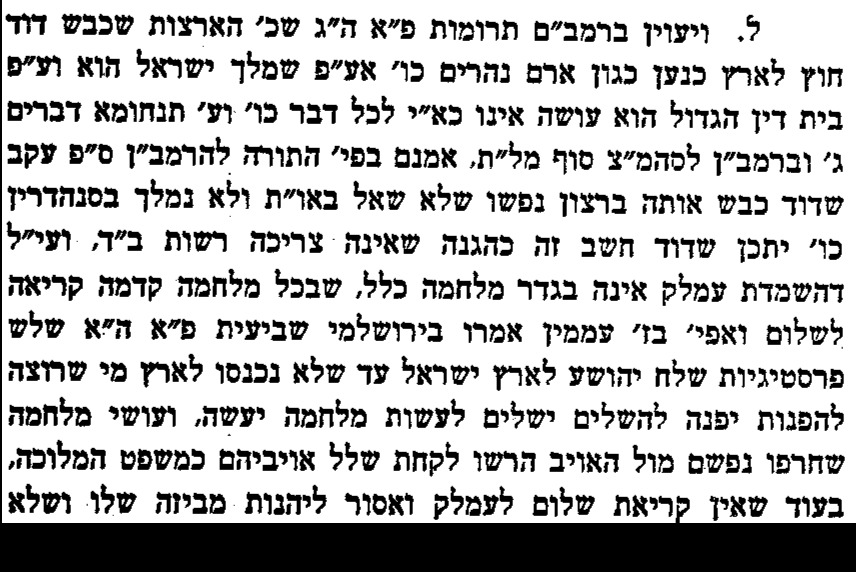 ל. ויעוין ברמב״ם תרומות פ״א ה״ג שכ׳ הארצות שכבש דוד
חוץ לארץ כנען כגון ארם נהרים כו׳ אע״פ שמלך ישראל הוא וע״פ
בית דין הגדול הוא עושה אינו כא״י לכל דבר כו׳ וע׳ תנחומא דברים
ג׳ וברמב״ן לסהמ״צ סוף מל״ת, אמנם בפי׳ התורה להרמב״ן ס״פ עקב
שדוד כבש אותה ברצון נפשו שלא שאל באו״ת ולא נמלך בסנהדרין
כו׳ יתכן שדוד חשב זה כהגנה שאינה צריכה רשות ב״ד, ועי״ל
דהשמדת עמלק אינה בגדר מלחמה כלל, שבכל מלחמה קדמה קריאה
לשלום ואפי׳ בז׳ עממין אמרו בירושלמי שביעית פ״א ה״א שלש
פרסטיגיות שלח יהושע לארץ ישראל עד שלא נכנסו לארץ מי שרוצה
להפנות יפנה להשלים ישלים לעשות מלחמה יעשה, ועושי מלחמה
שחרפו נפשם מול האויב הרשו לקחת שלל אויביהם כמשפט המלוכה,
בעוד שאין קריאת שלום לעמלק ואסור ליהנות מביזה שלו ושלא